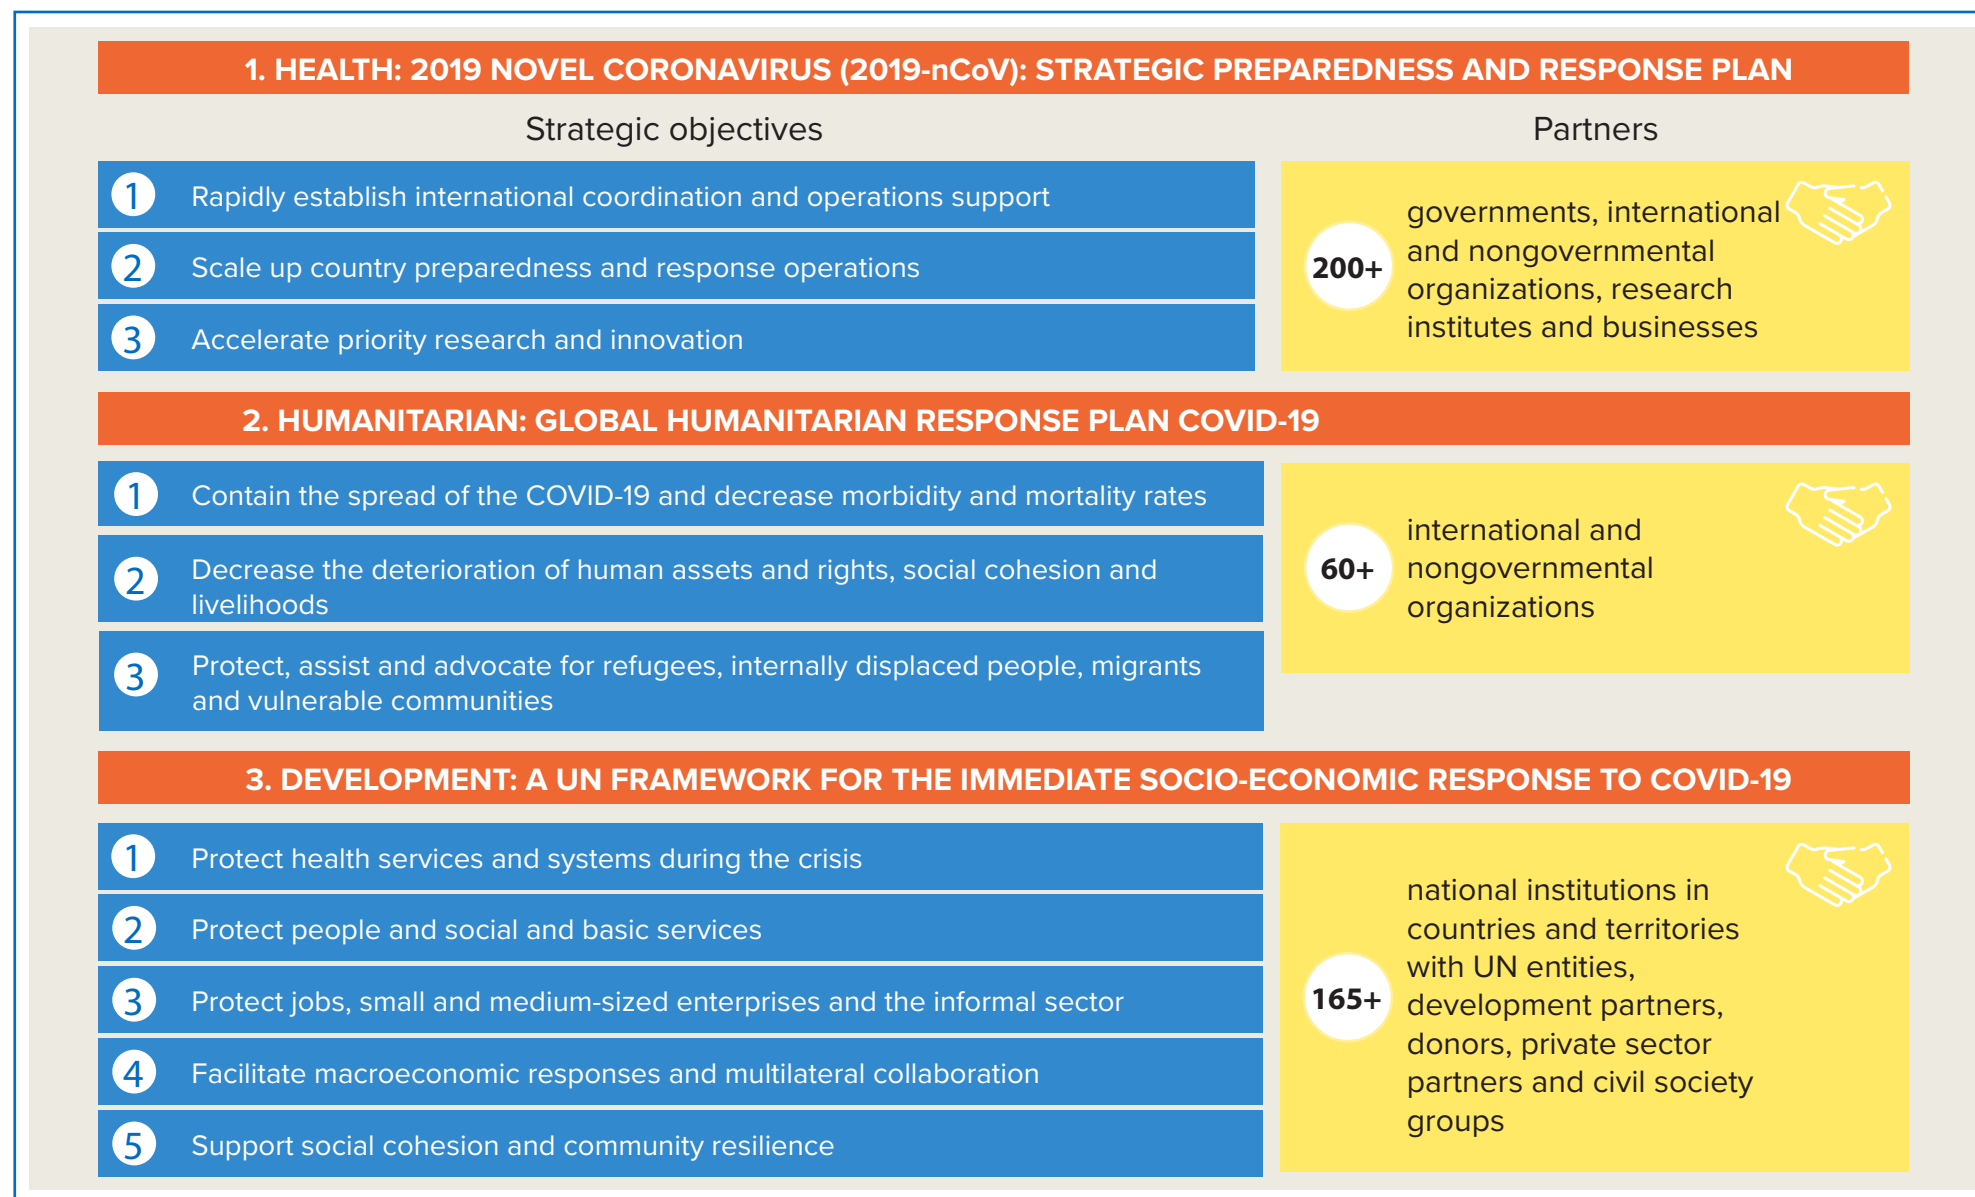 1. HEALTH: 2019 NOVEL CORONAVIRUS (2019-nCoV): STRATEGIC PREPAREDNESS AND RESPONSE PLAN
Strategic objectives
Partners
1 Rapidly establish international coordination and operations support
2 Scale up country preparedness and response operations
3 Accelerate priority research and innovation
200+
governments, international
and nongovernmental
organizations, research
institutes and businesses
2. HUMANITARIAN: GLOBAL HUMANITARIAN RESPONSE PLAN COVID-19
1 Contain the spread of the COVID-19 and decrease morbidity and mortality rates
2 Decrease the deterioration of human assets and rights, social cohesion and
livelihoods
3 Protect, assist and advocate for refugees, internally displaced people, migrants
and vulnerable communities
60+
international and
nongovernmental
organizations
3. DEVELOPMENT: A UN FRAMEWORK FOR THE IMMEDIATE SOCIO-ECONOMIC RESPONSE TO COVID-19
1 Protect health services and systems during the crisis
2 Protect people and social and basic services
3 Protect jobs, small and medium-sized enterprises and the informal sector
4 Facilitate macroeconomic responses and multilateral collaboration
5 Support social cohesion and community resilience
165+
national institutions in
countries and territories
with UN entities,
development partners,
donors, private sector
partners and civil society
groups